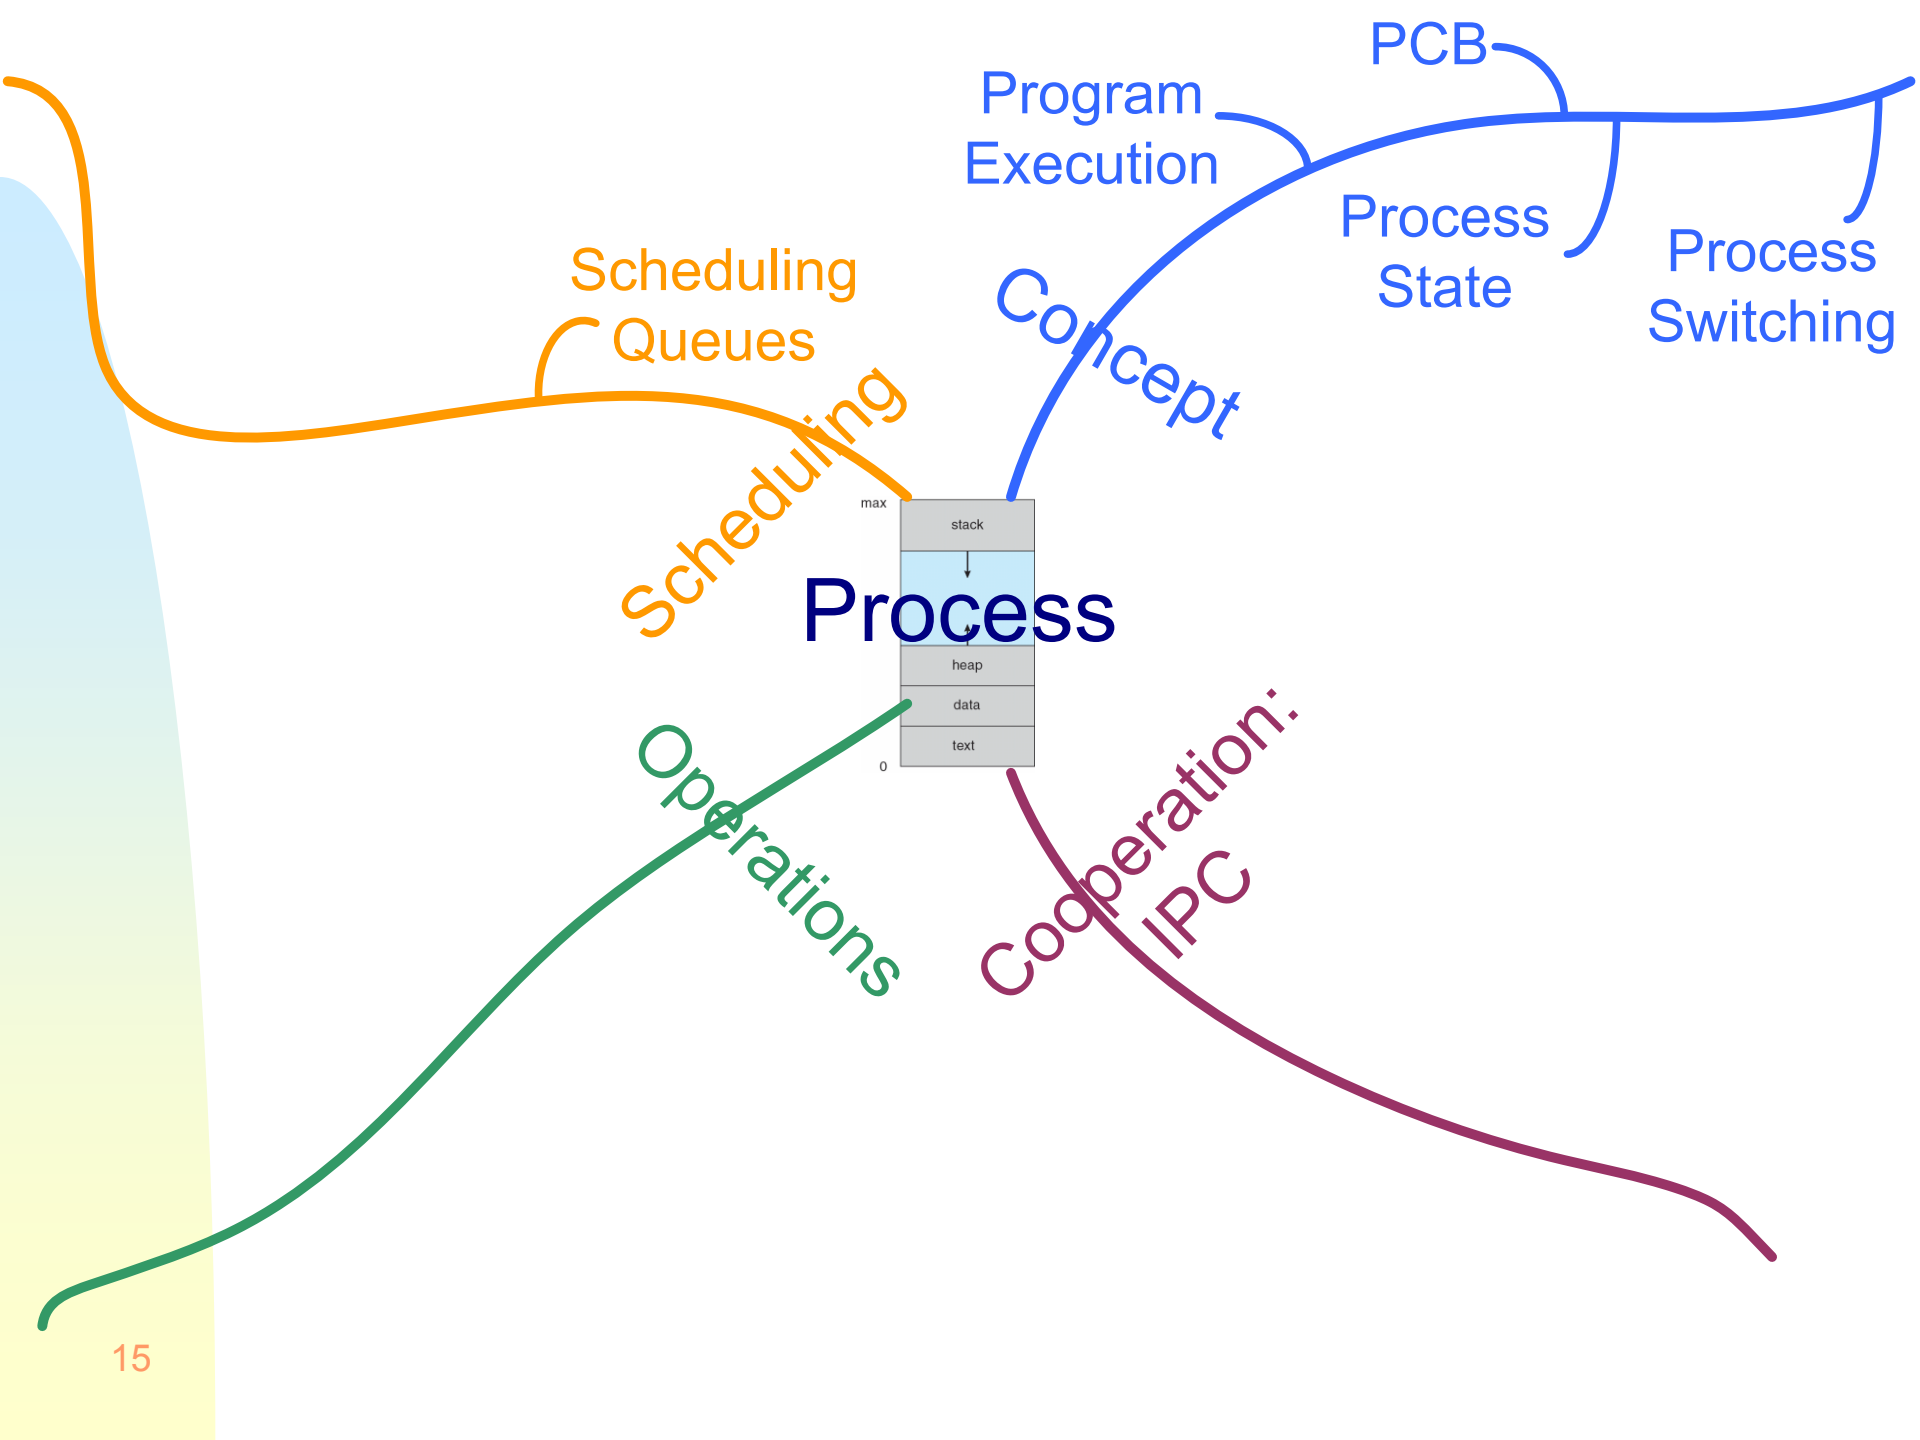 PCB
Program
Execution
Process
State
Process
Switching
Scheduling
Queues
Concept
Scheduling
max
stack
Process
heap
data
text
0
Operations
Cooperation:
IPC
15